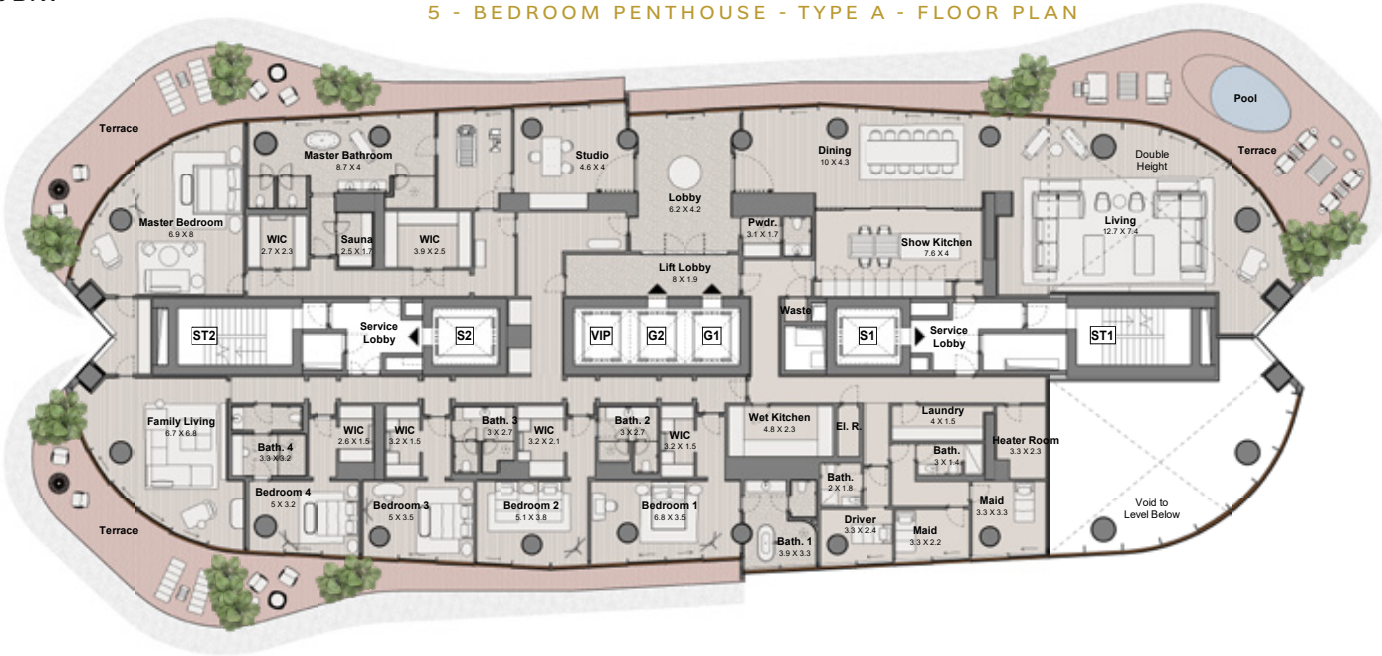 5 - BEDROOM PENTHOUSE - TYPE A - FLOOR PLAN
Terrace
Master Bathroom
8.7 X 4
Studio
4.6 X 4
Lobby
6.2 X 4.2
Dining
10 X 4.3
Double
Height
Pool
Terrace
Master Bedroom
6.9 X 8
WIC
2.7 X 2.3
Sauna
2.5 X 1.7
WIC
3.9 X 2.5
Pwdr.
3.1 X 1.7
Show Kitchen
7.6 X 4
Living
12.7 X 7.4
Lift Lobby
8 X 1.9
Waste
ST2
Service
Lobby
S2
VIP
G2
G1
S1
Service
Lobby
ST1
Family Living
6.7 X 6.8
Bath. 4
3.3 X 3.2
WIC
2.6 X 1.5
WIC
3.2 X 1.5
Bath. 3
3 X 2.7
WIC
3.2 X 2.1
Bath. 2
3 X 2.7
WIC
3.2 X 1.5
Wet Kitchen
4.8 X 2.3
El. R.
Laundry
4 X 1.5
Heater Room
3.3 X 2.3
Bath.
3 X 1.4
Bath.
2 X 1.8
Bedroom 4
5 X 3.2
Bedroom 3
5 X 3.5
Bedroom 2
5.1 X 3.8
Bedroom 1
6.8 X 3.5
Bath. 1
3.9 X 3.3
Driver
3.3 X 2.4
Maid
3.3 X 2.2
Maid
3.3 X 3.3
Void to
Level Below
Terrace